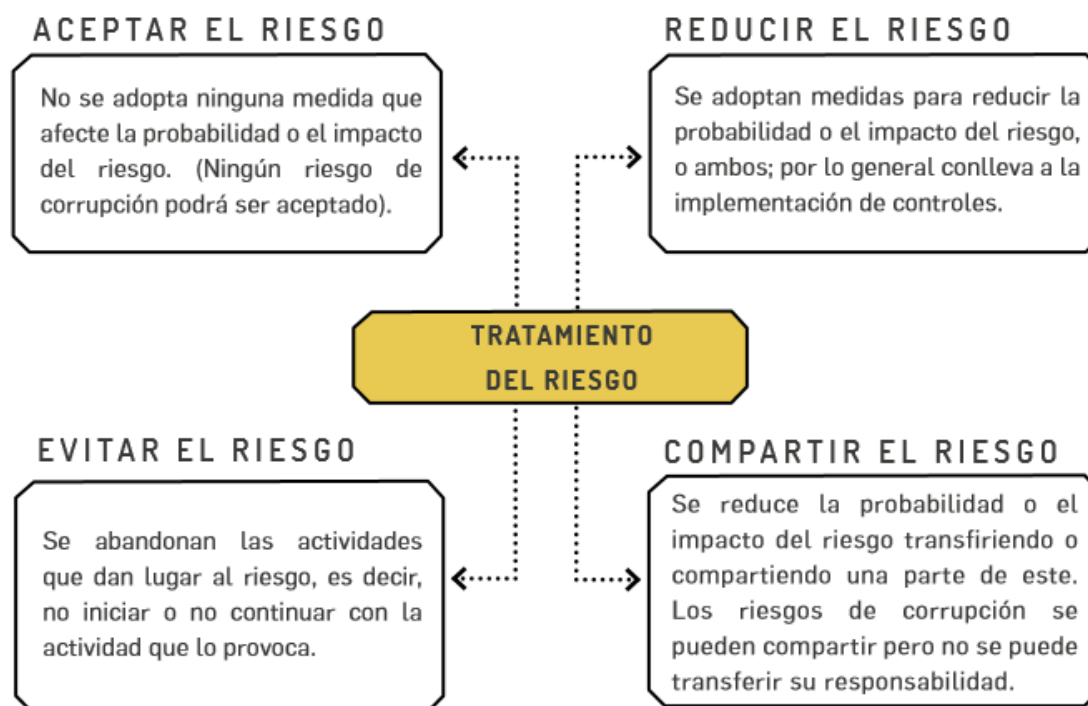 ACEPTAR EL RIESGO
No se adopta ninguna medida que
afecte la probabilidad o el impacto
del riesgo. (Ningún riesgo de
corrupción podrá ser aceptado).
REDUCIR EL RIESGO
Se adoptan medidas para reducir la
probabilidad o el impacto del riesgo,
o ambos; por lo general conlleva a la
implementación de controles.
TRATAMIENTO
DEL RIESGO
EVITAR EL RIESGO
Se abandonan las actividades
que dan lugar al riesgo, es decir,
no iniciar o no continuar con la
actividad que lo provoca.
COMPARTIR EL RIESGO
Se reduce la probabilidad o el
impacto del riesgo transfiriendo o
compartiendo una parte de este.
Los riesgos de corrupción se
pueden compartir pero no se puede
transferir su responsabilidad.